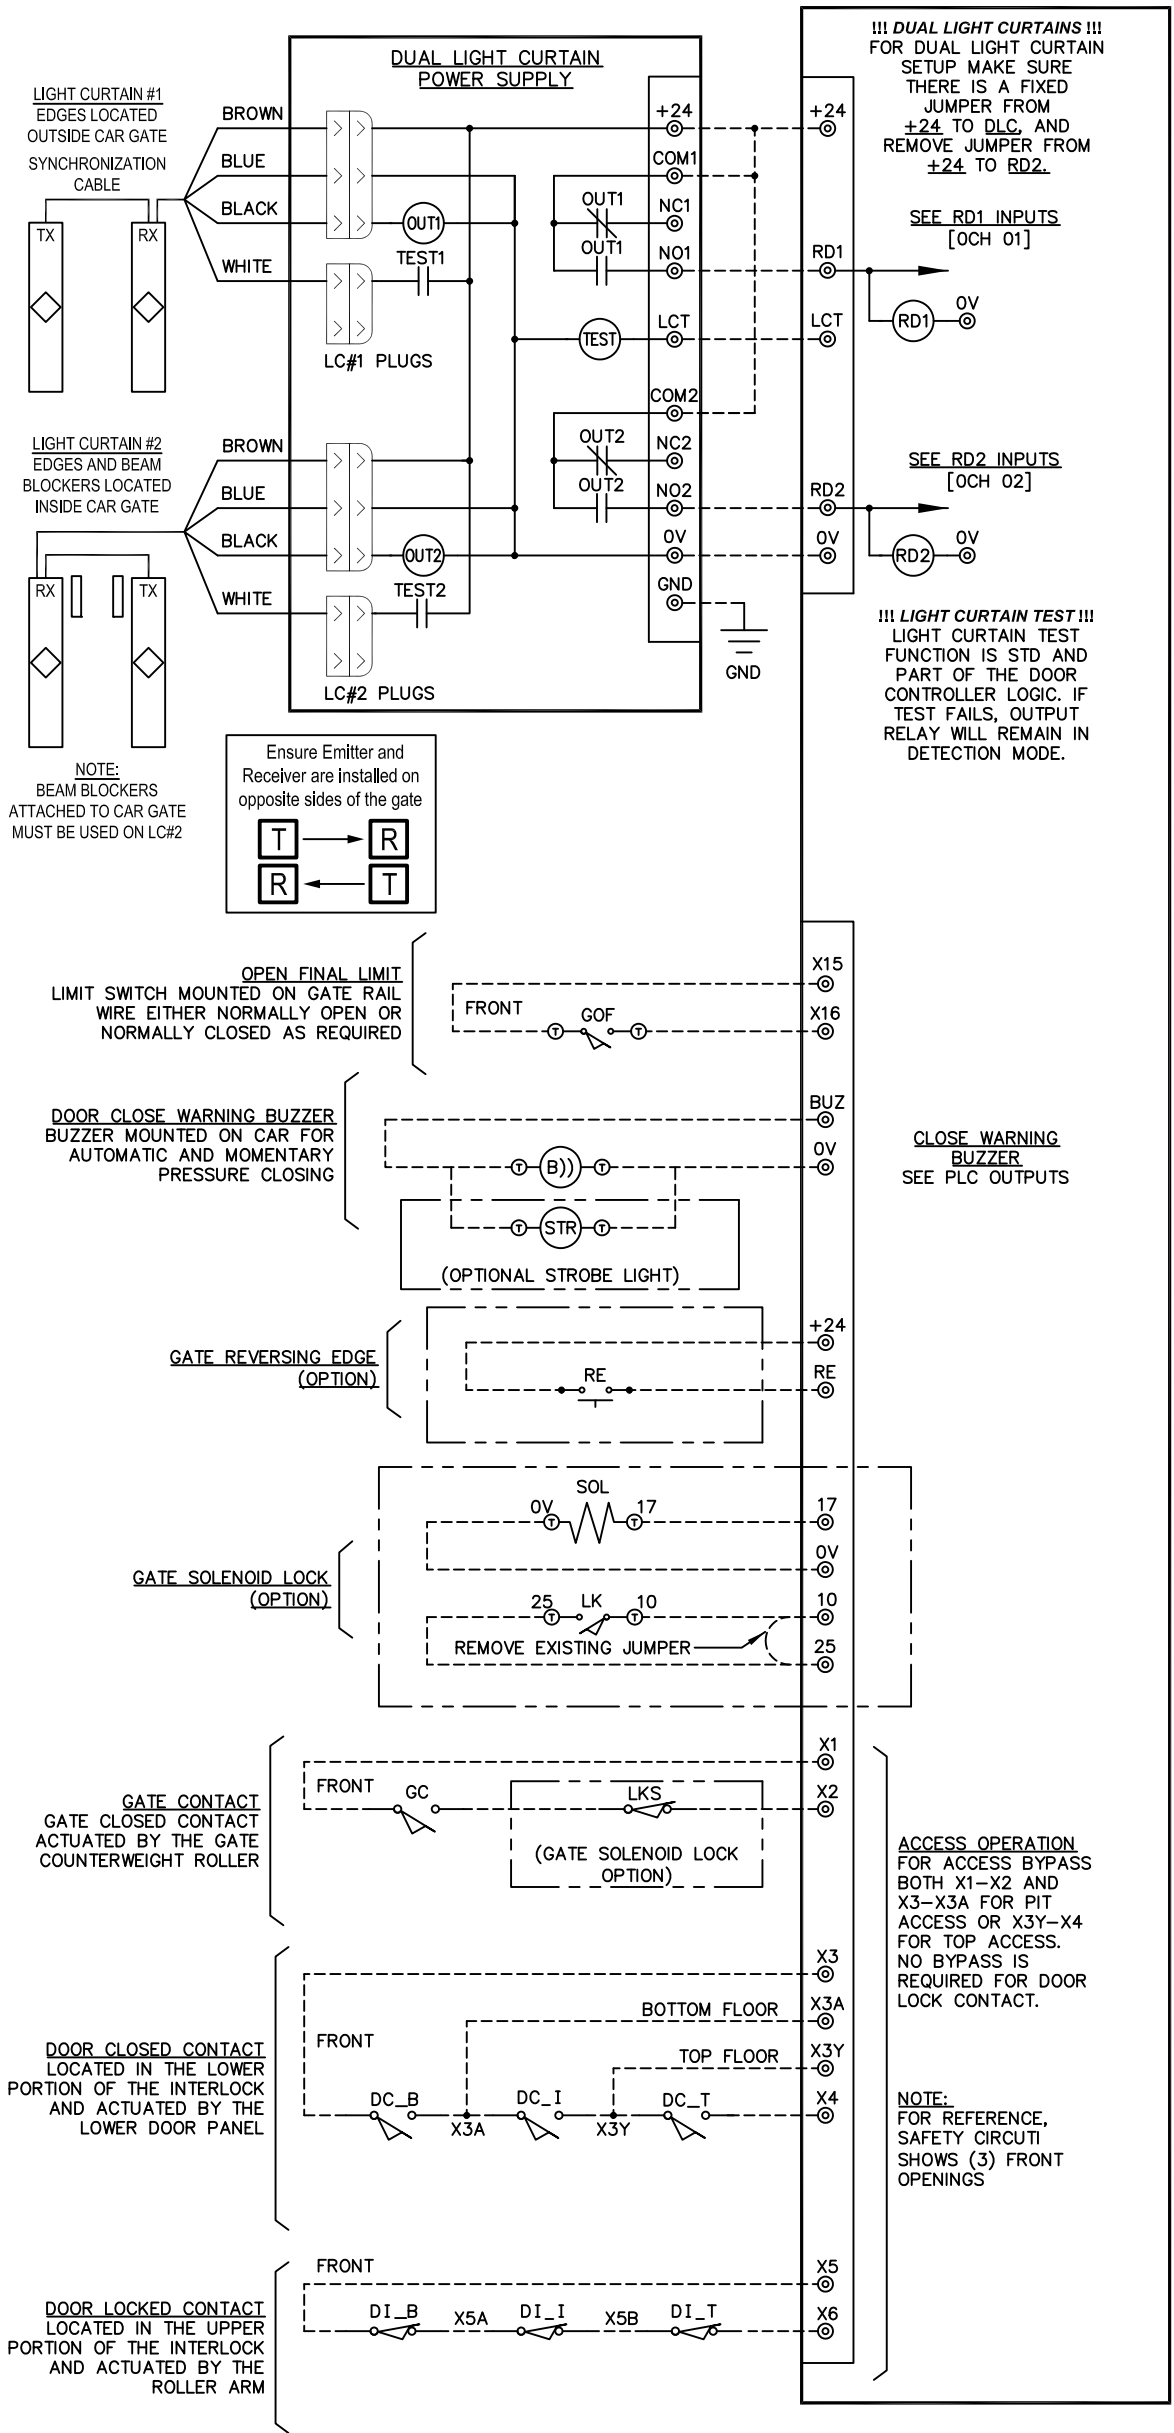 !!! DUAL LIGHT CURTAINS !!!
FOR DUAL LIGHT CURTAIN
SETUP MAKE SURE
THERE IS A FIXED
JUMPER FROM
+24 TO DLC, AND
REMOVE JUMPER FROM
+24 TO RD2.
DUAL LIGHT CURTAIN
POWER SUPPLY
LIGHT CURTAIN #1
EDGES LOCATED
OUTSIDE CAR GATE
SYNCHRONIZATION
CABLE
TX
RX
BROWN
BLUE
BLACK
WHITE
OUT1
TEST1
LC#1 PLUGS
OUT1
OUT1
TEST
+24
COM1
NC1
NO1
LCT
COM2
NC2
NO2
0V
GND
GND
+24
RD1
LCT
RD2
0V
SEE RD1 INPUTS
[0CH 01]
RD1
0V
LIGHT CURTAIN #2
EDGES AND BEAM
BLOCKERS LOCATED
INSIDE CAR GATE
RX
TX
BROWN
BLUE
BLACK
WHITE
OUT2
TEST2
LC#2 PLUGS
OUT2
OUT2
SEE RD2 INPUTS
[0CH 02]
RD2
0V
NOTE:
BEAM BLOCKERS
ATTACHED TO CAR GATE
MUST BE USED ON LC#2
Ensure Emitter and
Receiver are installed on
opposite sides of the gate
T R
R T
!!! LIGHT CURTAIN TEST !!!
LIGHT CURTAIN TEST
FUNCTION IS STD AND
PART OF THE DOOR
CONTROLLER LOGIC. IF
TEST FAILS, OUTPUT
RELAY WILL REMAIN IN
DETECTION MODE.
OPEN FINAL LIMIT
LIMIT SWITCH MOUNTED ON GATE RAIL
WIRE EITHER NORMALLY OPEN OR
NORMALLY CLOSED AS REQUIRED
FRONT
GOF
T
T
X15
X16
DOOR CLOSE WARNING BUZZER
BUZZER MOUNTED ON CAR FOR
AUTOMATIC AND MOMENTARY
PRESSURE CLOSING
T
B))
T
T
STR
T
(OPTIONAL STROBE LIGHT)
BUZ
0V
CLOSE WARNING
BUZZER
SEE PLC OUTPUTS
GATE REVERSING EDGE
(OPTION)
RE
+24
RE
GATE SOLENOID LOCK
(OPTION)
SOL
0V
T
17
T
25
T
LK
10
T
REMOVE EXISTING JUMPER
17
0V
10
25
GATE CONTACT
GATE CLOSED CONTACT
ACTUATED BY THE GATE
COUNTERWEIGHT ROLLER
FRONT
GC
LKS
(GATE SOLENOID LOCK
OPTION)
X1
X2
ACCESS OPERATION
FOR ACCESS BYPASS
BOTH X1-X2 AND
X3-X3A FOR PIT
ACCESS OR X3Y-X4
FOR TOP ACCESS.
NO BYPASS IS
REQUIRED FOR DOOR
LOCK CONTACT.
NOTE:
FOR REFERENCE,
SAFETY CIRCUTI
SHOWS (3) FRONT
OPENINGS
DOOR CLOSED CONTACT
LOCATED IN THE LOWER
PORTION OF THE INTERLOCK
AND ACTUATED BY THE
LOWER DOOR PANEL
FRONT
BOTTOM FLOOR
TOP FLOOR
DC_B
X3A
DC_I
X3Y
DC_T
X3
X3A
X3Y
X4
DOOR LOCKED CONTACT
LOCATED IN THE UPPER
PORTION OF THE INTERLOCK
AND ACTUATED BY THE
ROLLER ARM
FRONT
DI_B
X5A
DI_I
X5B
DI_T
X5
X6